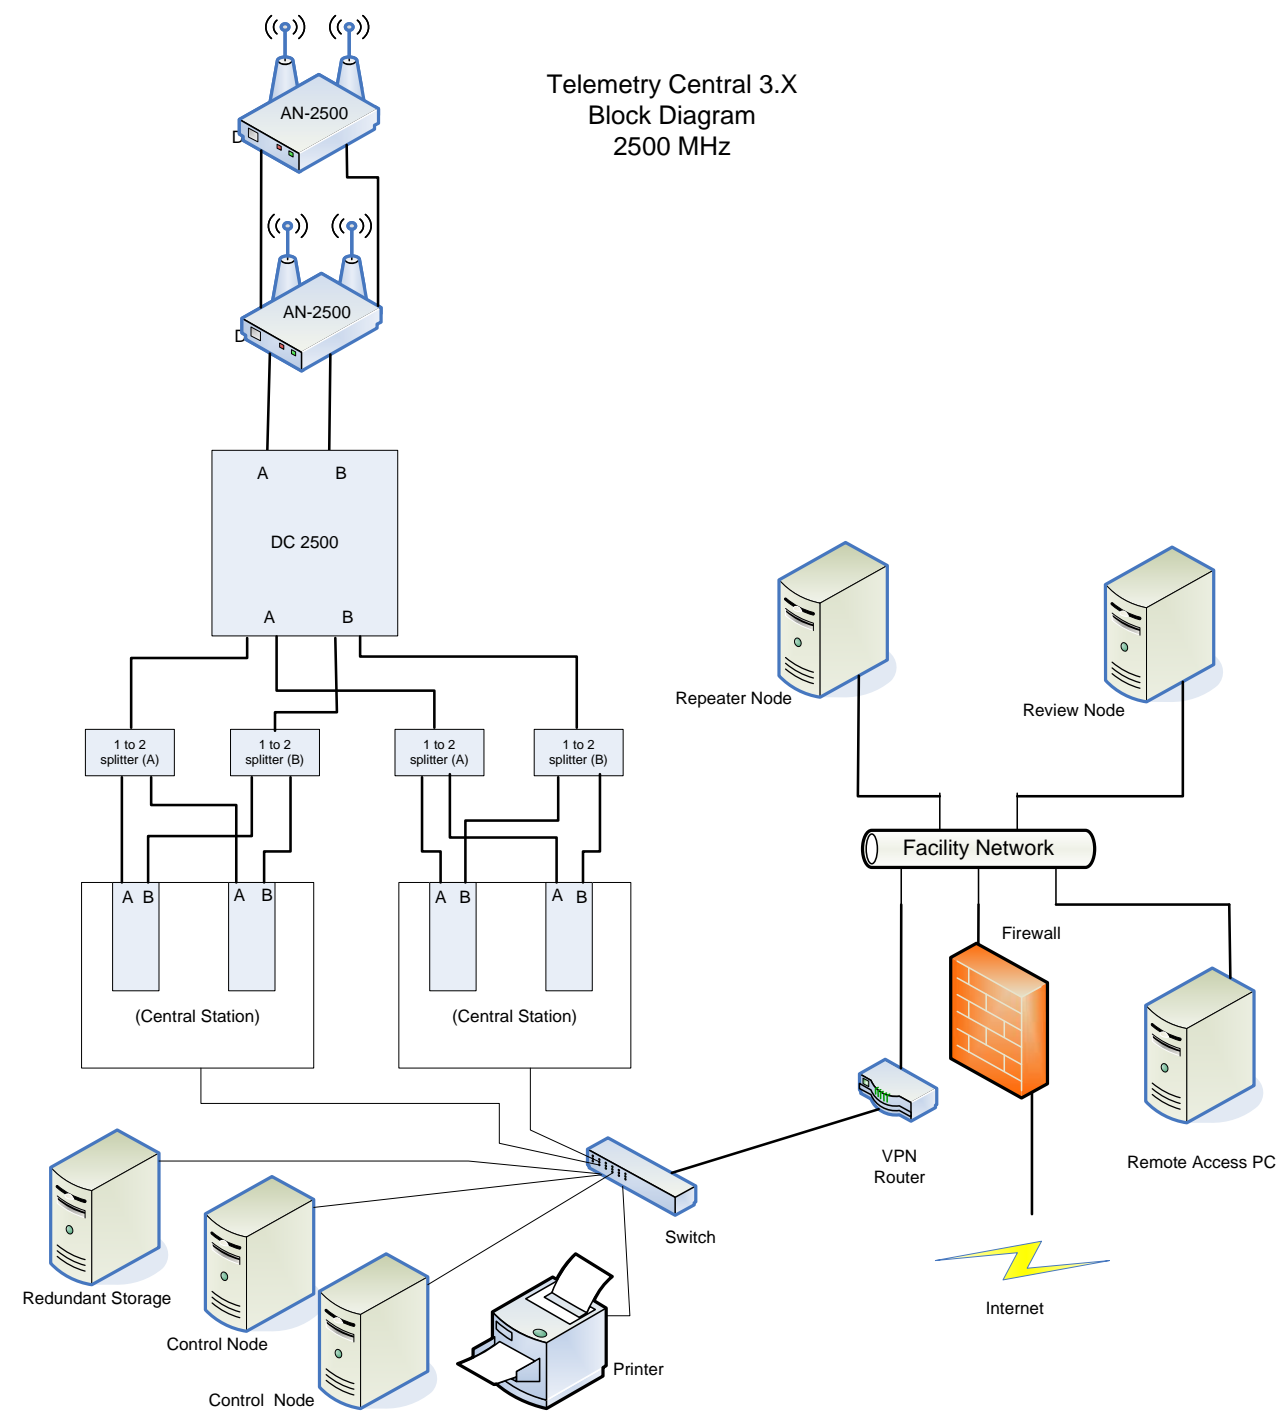 Telemetry Central 3.X
Block Diagram
2500 MHz
AN-2500
D
AN-2500
D
A B
DC 2500
A B
1 to 2
splitter (A)
1 to 2
splitter (B)
1 to 2
splitter (A)
1 to 2
splitter (B)
A B
A B
(Central Station)
A B
A B
(Central Station)
Repeater Node
Review Node
Facility Network
Firewall
VPN
Router
Remote Access PC
Switch
Internet
Redundant Storage
Control Node
Control Node
Printer